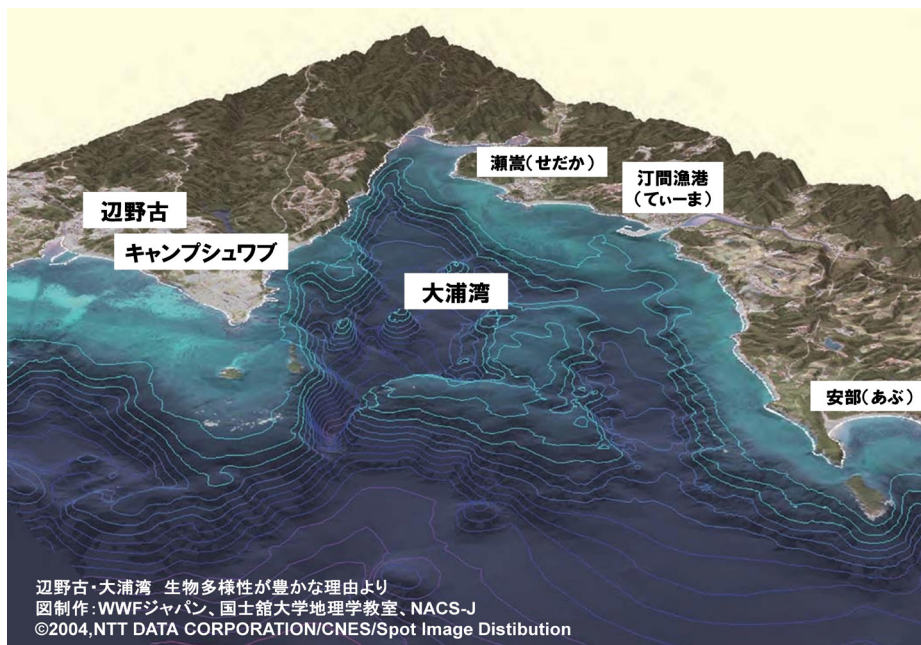 瀬嵩(せだか)
汀間漁港
(てぃーま)
辺野古
キャンプシュワブ
大浦湾
安部(あぶ)
辺野古・大浦湾 生物多様性が豊かな理由より
図制作:WWFジャパン、国士舘大学地理学教室、NACS-J
©2004,NTT DATA CORPORATION/CNES/Spot Image Distibution